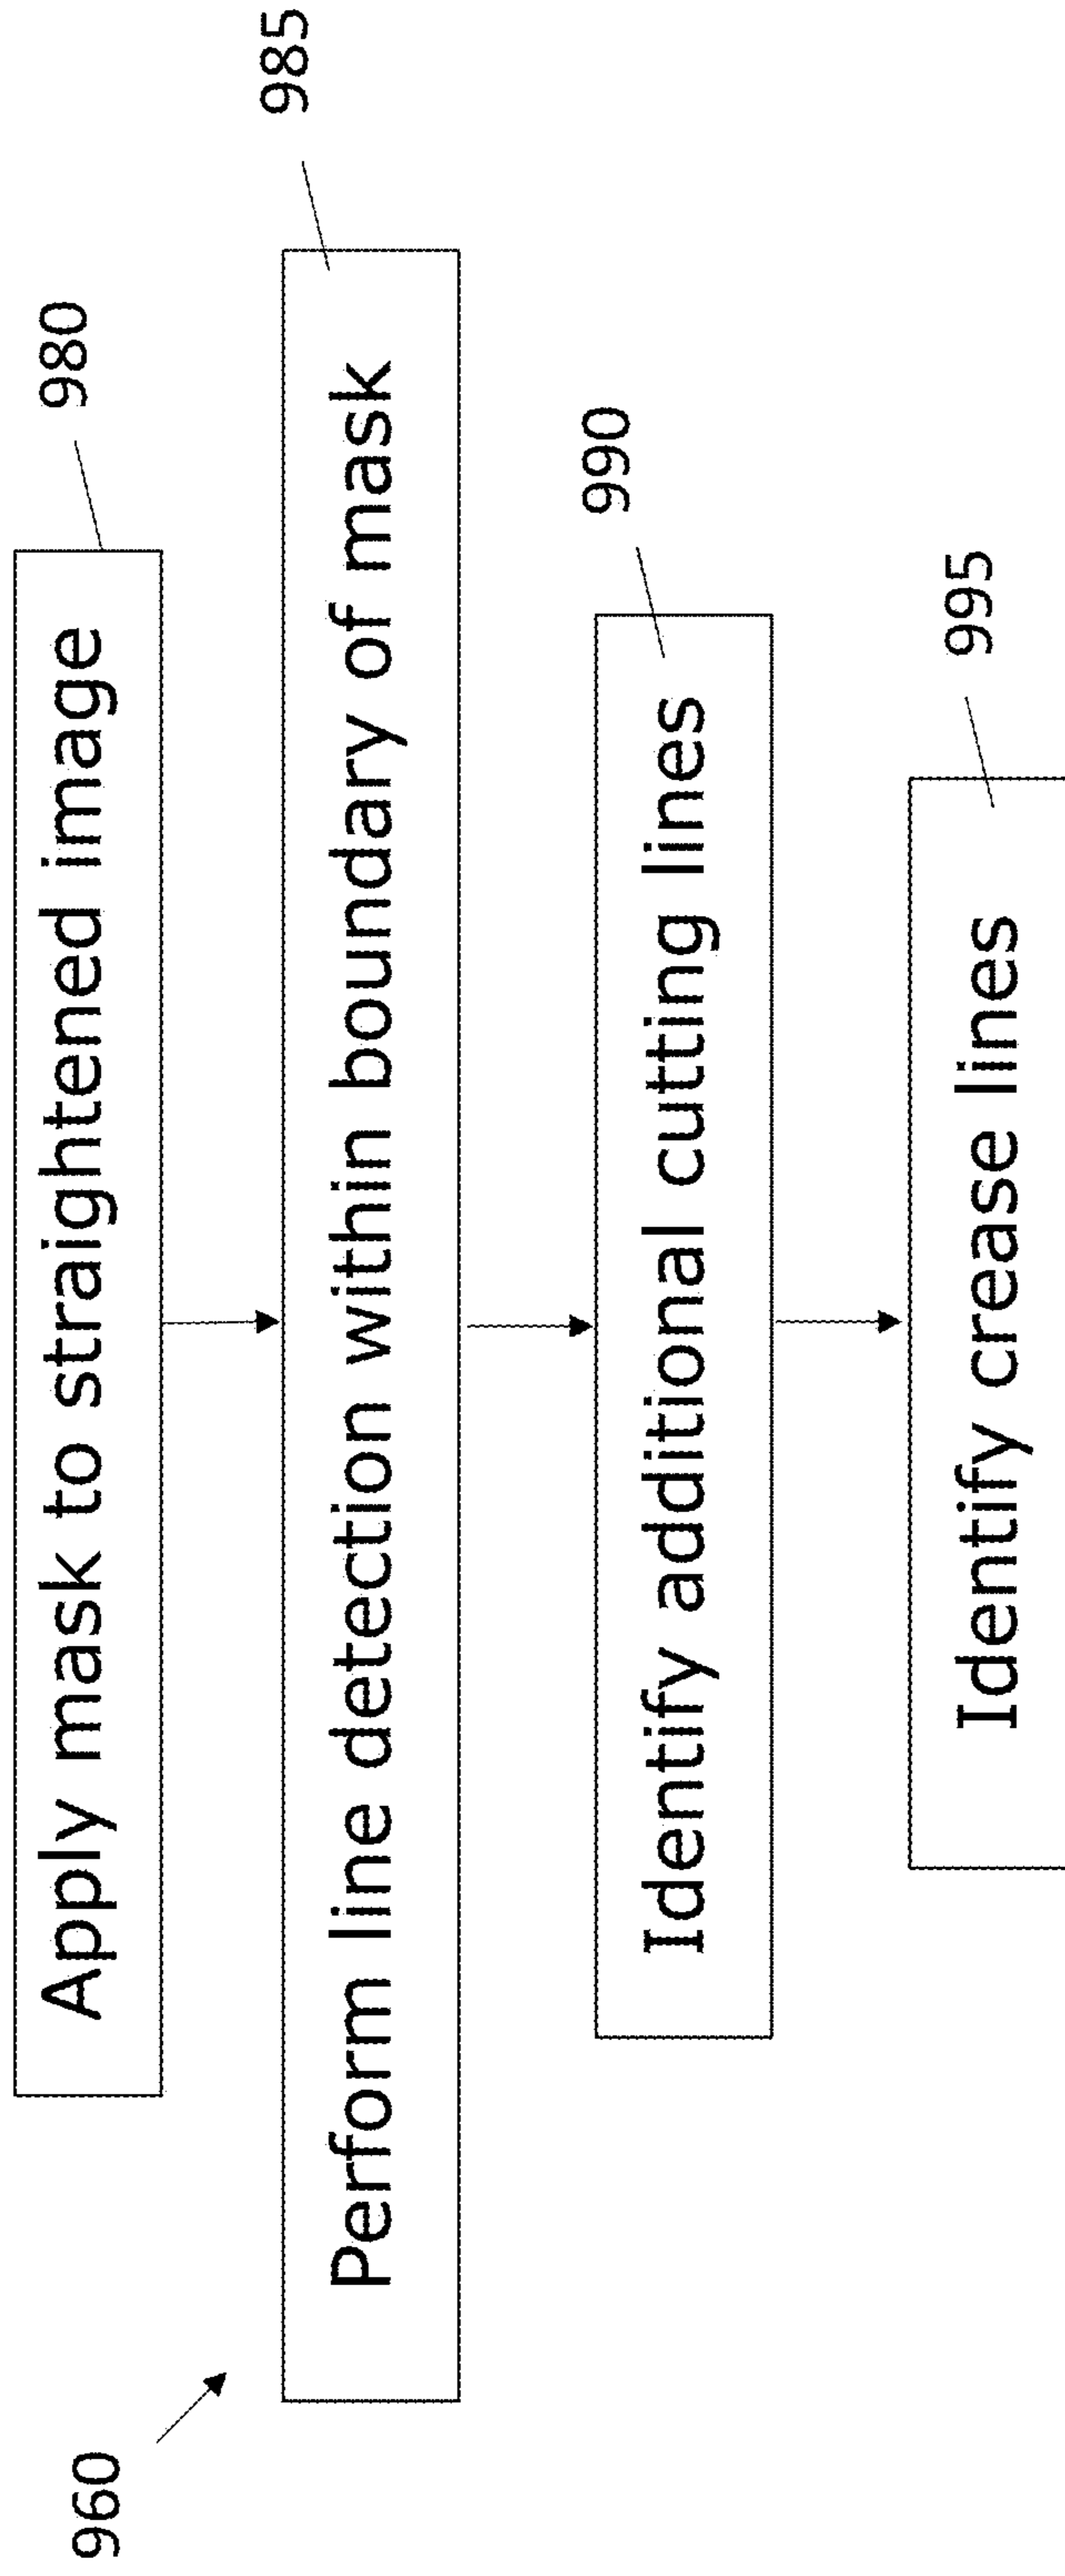 960
Apply mask to straightened image
980
Perform line detection within boundary of mask
985
Identify additional cutting lines
990
Identify crease lines
995